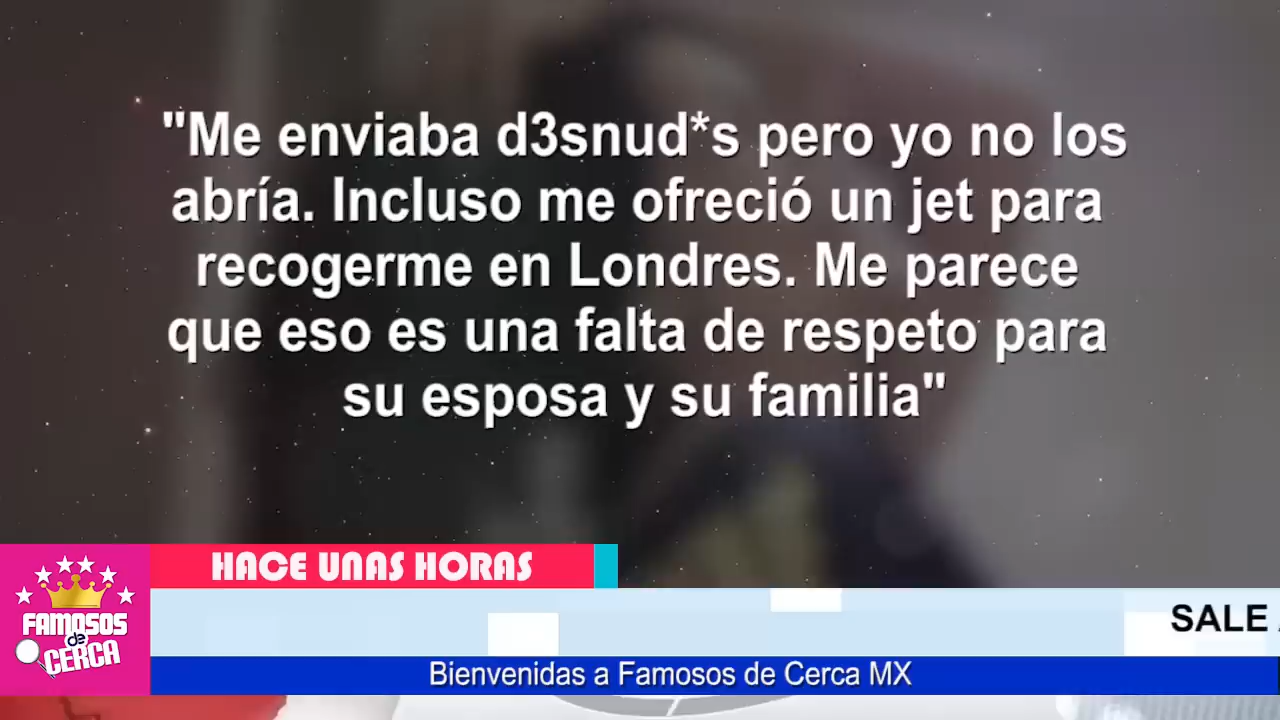 "Me enviaba d3snud*s pero yo no los
abría. Incluso me ofreció un jet para
recogerme en Londres. Me parece
que eso es una falta de respeto para
su esposa y su familia"
HACE UNAS HORAS
FAMOSOS
de
CERCA
SALE
Bienvenidas a Famosos de Cerca MX